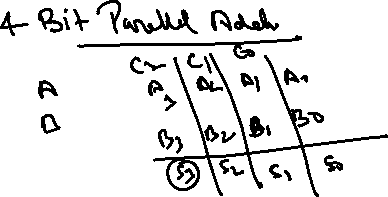 4 Bit Parallel Adder
C2 C1 C0
A A3 A2 A1 A0
B B3 B2 B1 B0
S3 S2 S1 S0